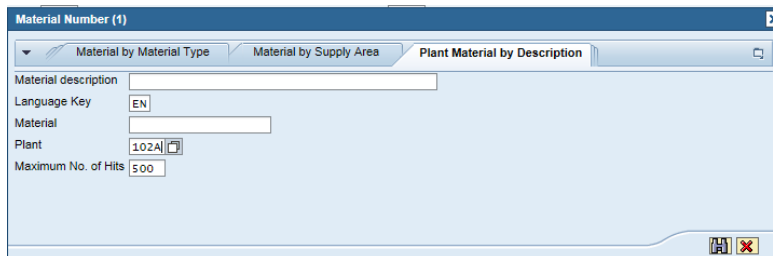 Material Number (1)
Material by Material Type Material by Supply Area Plant Material by Description
Material description
Language Key EN
Material
Plant 102A
Maximum No. of Hits 500